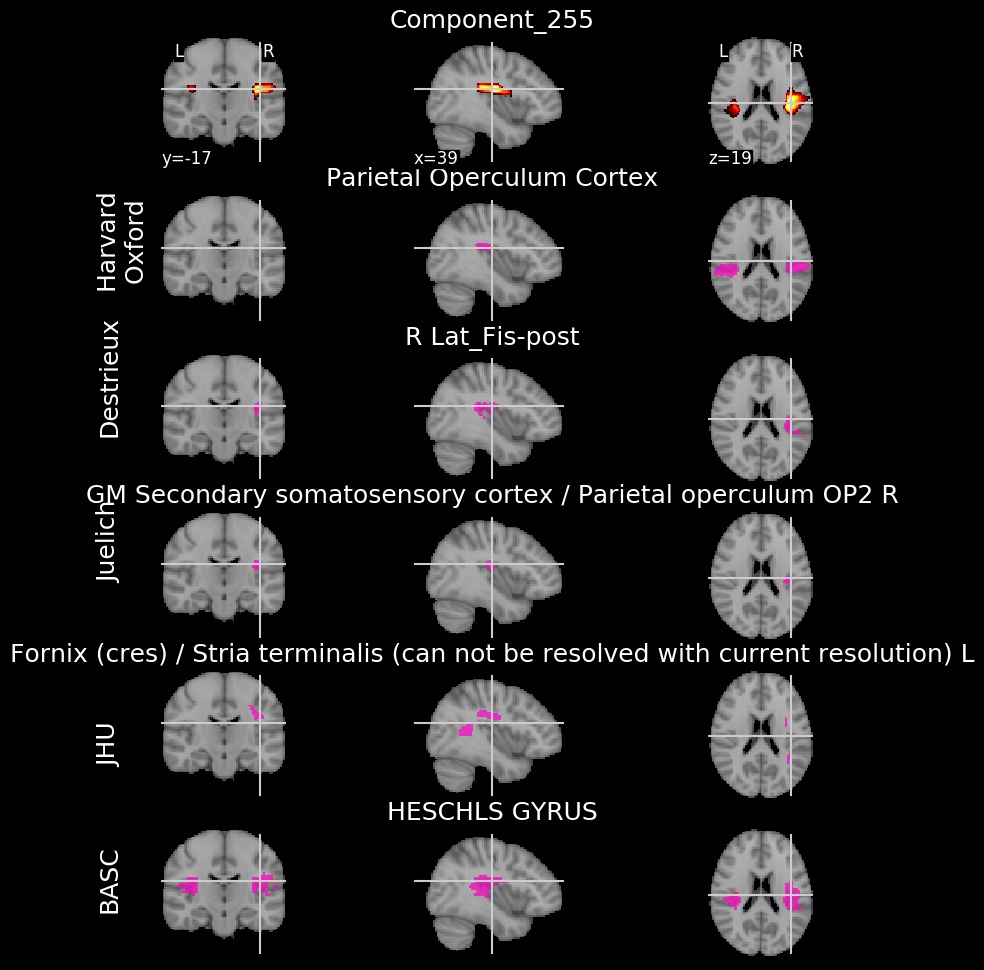 Component_255
L R
L R
y=-17
x=39
z=19
Parietal Operculum Cortex
Harvard
Oxford
R Lat_Fis-post
Destrieux
GM Secondary somatosensory cortex / Parietal operculum OP2 R
Juelich
Fornix (cres) / Stria terminalis (can not be resolved with current resolution) L
JHU
HESCHLS GYRUS
BASC